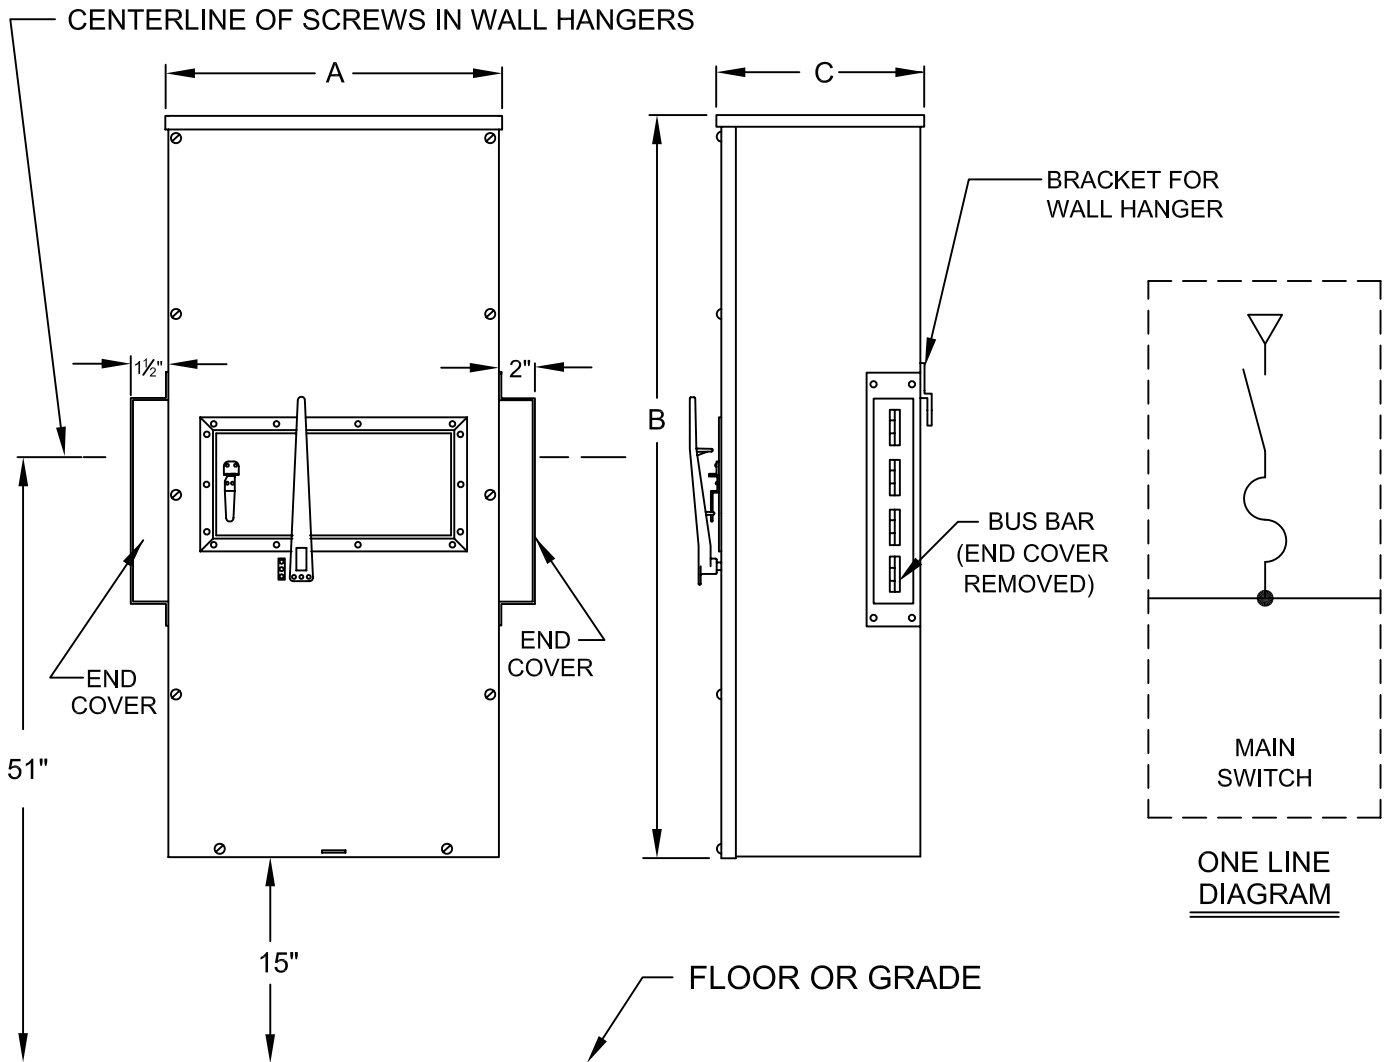 CENTERLINE OF SCREWS IN WALL HANGERS
A
C
BRACKET FOR
WALL HANGER
1½"
2"
B
BUS BAR
(END COVER
REMOVED)
END
COVER
END
COVER
51"
MAIN
SWITCH
ONE LINE
DIAGRAM
15"
FLOOR OR GRADE